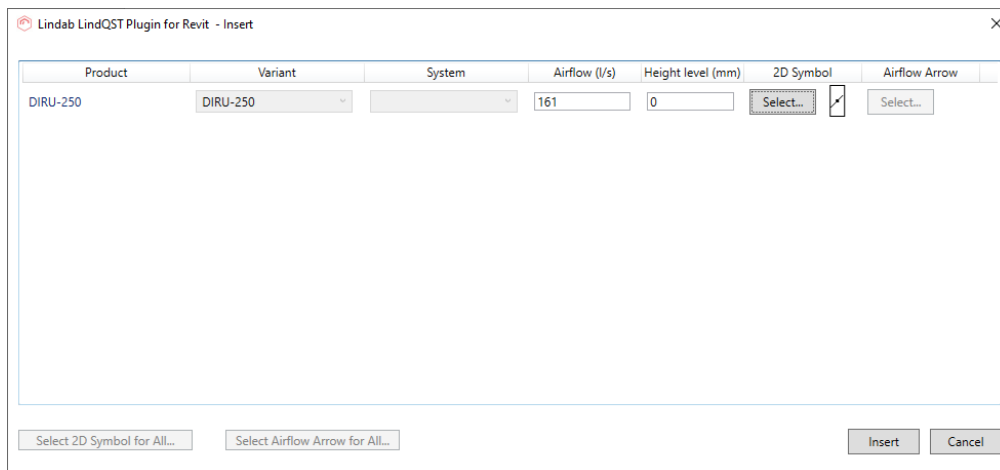 Lindab LindQST Plugin for Revit - Insert
Product Variant System Airflow (l/s) Height level (mm) 2D Symbol Airflow Arrow
DIRU-250 DIRU-250 161 0 Select... Select...
Select 2D Symbol for All... Select Airflow Arrow for All... Insert Cancel